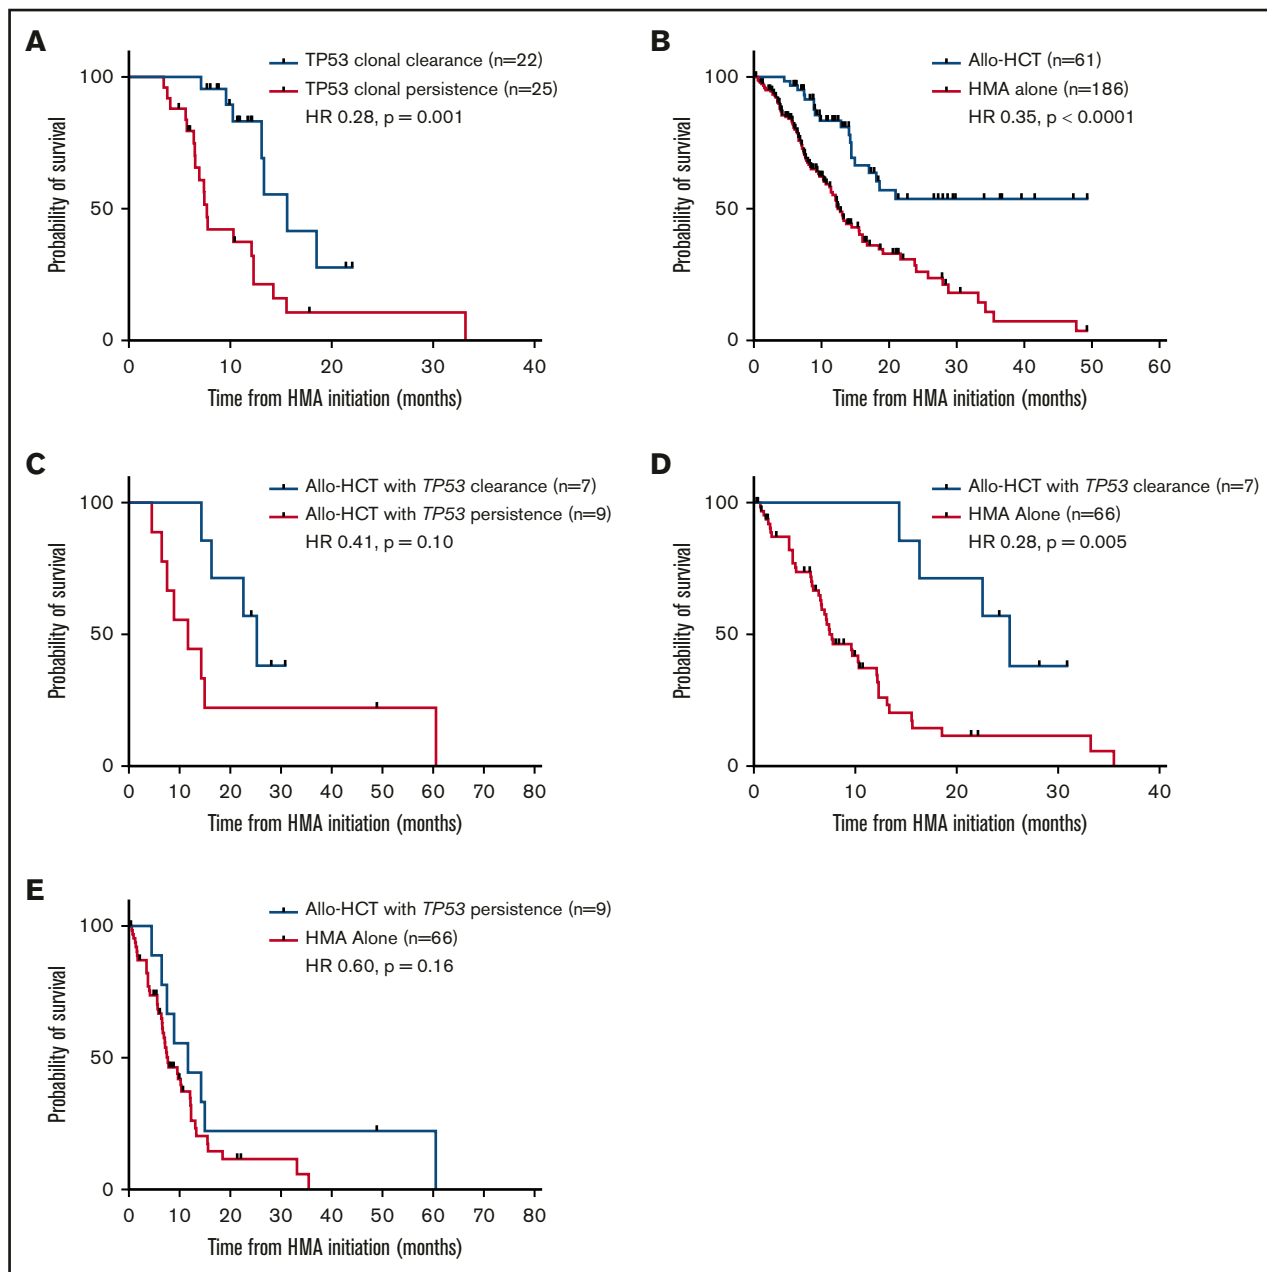 A
TP53 clonal clearance (n=22)
TP53 clonal persistence (n=25)
HR 0.28, p = 0.001
100
50
0
Probability of survival
0 10 20 30 40
Time from HMA initiation (months)
B
Allo-HCT (n=61)
HMA alone (n=186)
HR 0.35, p < 0.0001
100
50
0
Probability of survival
0 10 20 30 40 50 60
Time from HMA initiation (months)
C
Allo-HCT with TP53 clearance (n=7)
Allo-HCT with TP53 persistence (n=9)
HR 0.41, p = 0.10
100
50
0
Probability of survival
0 10 20 30 40 50 60 70 80
Time from HMA initiation (months)
D
Allo-HCT with TP53 clearance (n=7)
HMA Alone (n=66)
HR 0.28, p = 0.005
100
50
0
Probability of survival
0 10 20 30 40
Time from HMA initiation (months)
E
Allo-HCT with TP53 persistence (n=9)
HMA Alone (n=66)
HR 0.60, p = 0.16
100
50
0
Probability of survival
0 10 20 30 40 50 60 70 80
Time from HMA initiation (months)